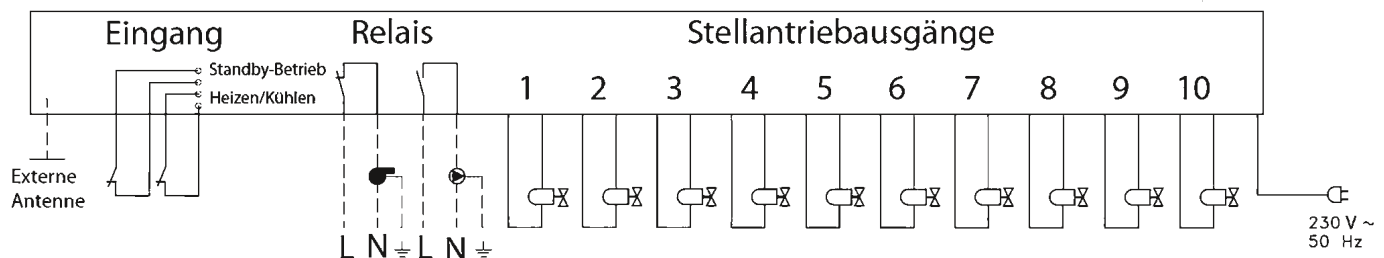 Eingang
Relais
Stellantriebausgänge
Standby-Betrieb
Heizen/Kühlen
1 2 3 4 5 6 7 8 9 10
Externe
Antenne
L N L N
230 V ~
50 Hz